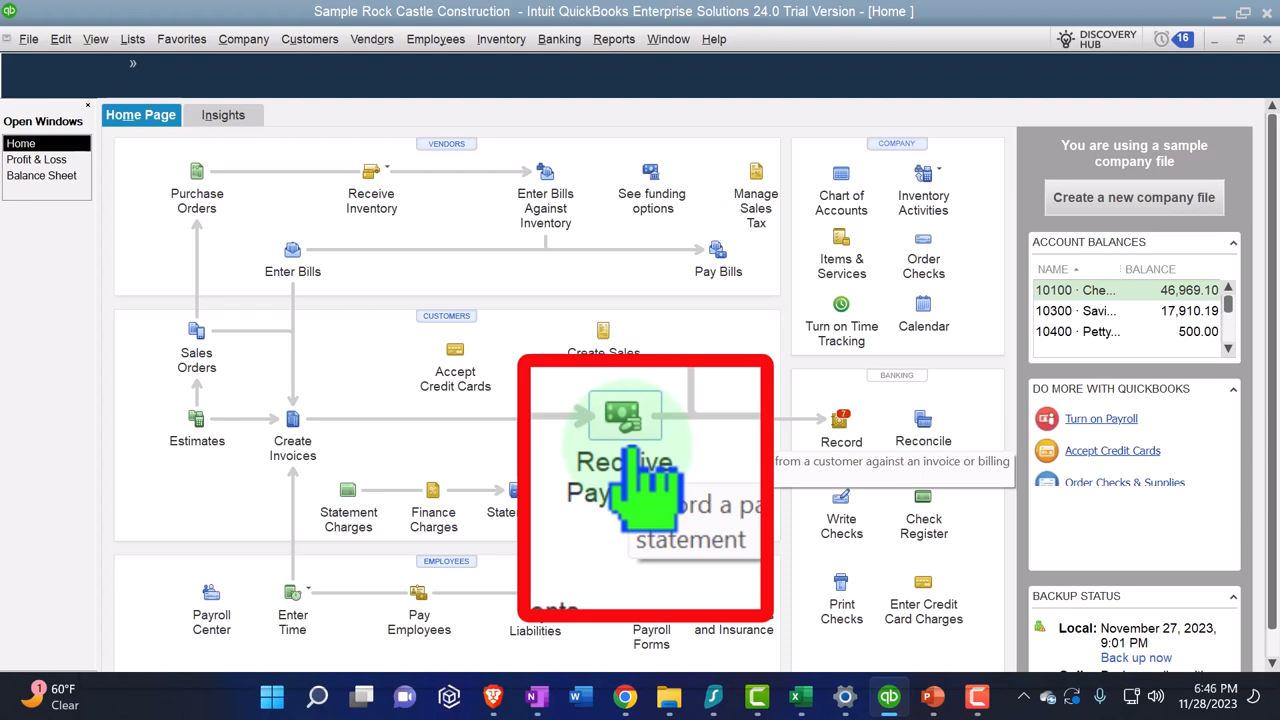 Sample Rock Castle Construction - Intuit QuickBooks Enterprise Solutions 24.0 Trial Version - [Home ]
File Edit View Lists Favorites Company Customers Vendors Employees Inventory Banking Reports Window Help
DISCOVERY
HUB
16
»
Open Windows
Home
Profit & Loss
Balance Sheet
Home Page
Insights
VENDORS
Purchase
Orders
Receive
Inventory
Enter Bills
Against
Inventory
See funding
options
Manage
Sales
Tax
Enter Bills
Pay Bills
CUSTOMERS
Sales
Orders
Accept
Credit Cards
Create Sales
Estimates
Create
Invoices
Statement
Charges
Finance
Charges
statement
from a customer against an invoice or billing
EMPLOYEES
Payroll
Center
Enter
Time
Pay
Employees
Liabilities
Payroll
Forms
and Insurance
COMPANY
Chart of
Accounts
Inventory
Activities
Items &
Services
Order
Checks
Turn on Time
Tracking
Calendar
BANKING
7
Record
Reconcile
Write
Checks
Check
Register
Print
Checks
Enter Credit
Card Charges
You are using a sample
company file
Create a new company file
ACCOUNT BALANCES
NAME BALANCE
10100 · Che... 46,969.10
10300 · Savi... 17,910.19
10400 · Petty... 500.00
DO MORE WITH QUICKBOOKS
Turn on Payroll
Accept Credit Cards
Order Checks & Supplies
BACKUP STATUS
Local: November 27, 2023,
9:01 PM
Back up now
1
60°F
Clear
6:46 PM
11/28/2023